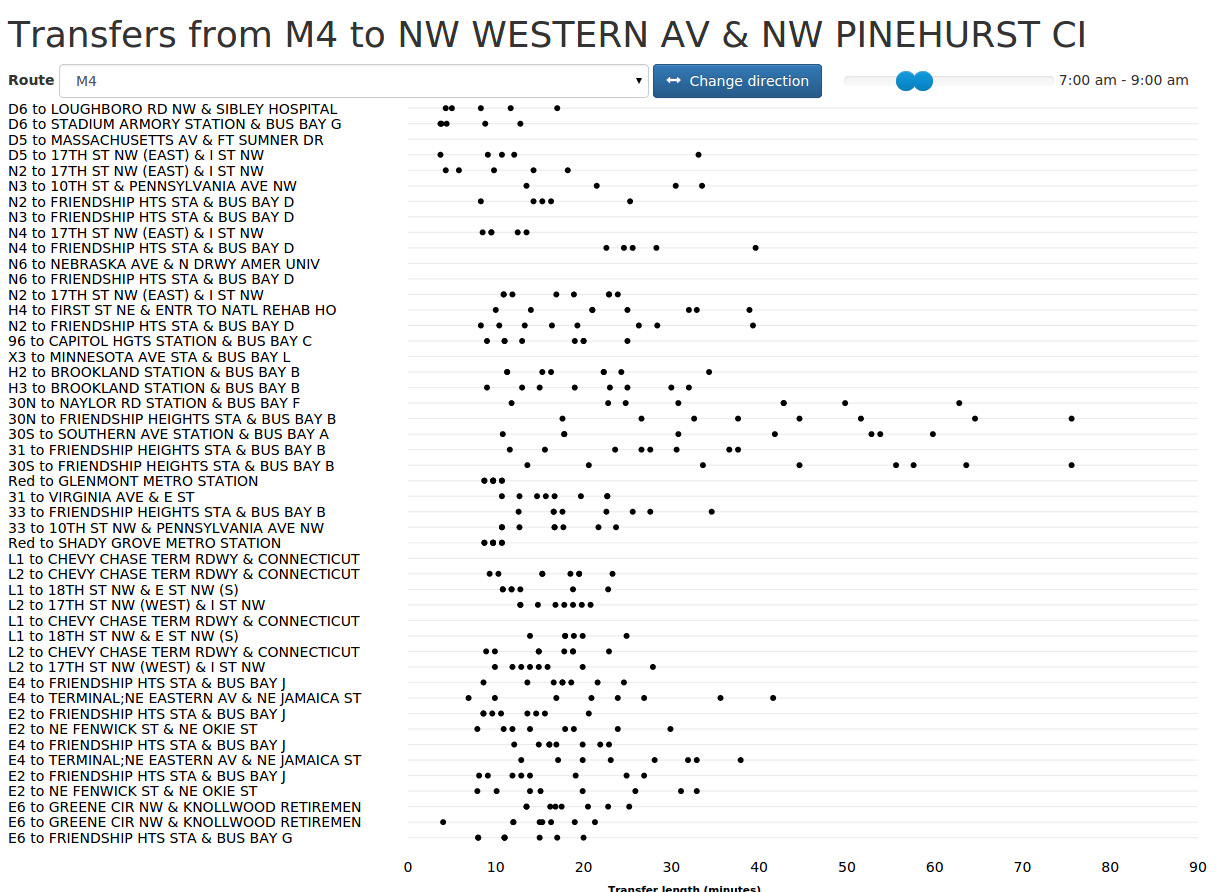 Transfers from M4 to NW WESTERN AV & NW PINEHURST CI
Route M4 Change direction 7:00 am - 9:00 am
D6 to LOUGHBORO RD NW & SIBLEY HOSPITAL
D6 to STADIUM ARMORY STATION & BUS BAY G
D5 to MASSACHUSETTS AV & FT SUMNER DR
D5 to 17TH ST NW (EAST) & I ST NW
N2 to 17TH ST NW (EAST) & I ST NW
N3 to 10TH ST & PENNSYLVANIA AVE NW
N2 to FRIENDSHIP HTS STA & BUS BAY D
N3 to FRIENDSHIP HTS STA & BUS BAY D
N4 to 17TH ST NW (EAST) & I ST NW
N4 to FRIENDSHIP HTS STA & BUS BAY D
N6 to NEBRASKA AVE & N DRWY AMER UNIV
N6 to FRIENDSHIP HTS STA & BUS BAY D
N2 to 17TH ST NW (EAST) & I ST NW
H4 to FIRST ST NE & ENTR TO NATL REHAB HO
N2 to FRIENDSHIP HTS STA & BUS BAY D
96 to CAPITOL HGTS STATION & BUS BAY C
X3 to MINNESOTA AVE STA & BUS BAY L
H2 to BROOKLAND STATION & BUS BAY B
H3 to BROOKLAND STATION & BUS BAY B
30N to NAYLOR RD STATION & BUS BAY F
30N to FRIENDSHIP HEIGHTS STA & BUS BAY B
30S to SOUTHERN AVE STATION & BUS BAY A
31 to FRIENDSHIP HEIGHTS STA & BUS BAY B
30S to FRIENDSHIP HEIGHTS STA & BUS BAY B
Red to GLENMONT METRO STATION
31 to VIRGINIA AVE & E ST
33 to FRIENDSHIP HEIGHTS STA & BUS BAY B
33 to 10TH ST NW & PENNSYLVANIA AVE NW
Red to SHADY GROVE METRO STATION
L1 to CHEVY CHASE TERM RDWY & CONNECTICUT
L2 to CHEVY CHASE TERM RDWY & CONNECTICUT
L1 to 18TH ST NW & E ST NW (S)
L2 to 17TH ST NW (WEST) & I ST NW
L1 to CHEVY CHASE TERM RDWY & CONNECTICUT
L1 to 18TH ST NW & E ST NW (S)
L2 to CHEVY CHASE TERM RDWY & CONNECTICUT
L2 to 17TH ST NW (WEST) & I ST NW
E4 to FRIENDSHIP HTS STA & BUS BAY J
E4 to TERMINAL;NE EASTERN AV & NE JAMAICA ST
E2 to FRIENDSHIP HTS STA & BUS BAY J
E2 to NE FENWICK ST & NE OKIE ST
E4 to FRIENDSHIP HTS STA & BUS BAY J
E4 to TERMINAL;NE EASTERN AV & NE JAMAICA ST
E2 to FRIENDSHIP HTS STA & BUS BAY J
E2 to NE FENWICK ST & NE OKIE ST
E6 to GREENE CIR NW & KNOLLWOOD RETIREMEN
E6 to GREENE CIR NW & KNOLLWOOD RETIREMEN
E6 to FRIENDSHIP HTS STA & BUS BAY G
0 10 20 30 40 50 60 70 80 90
Transfer length (minutes)